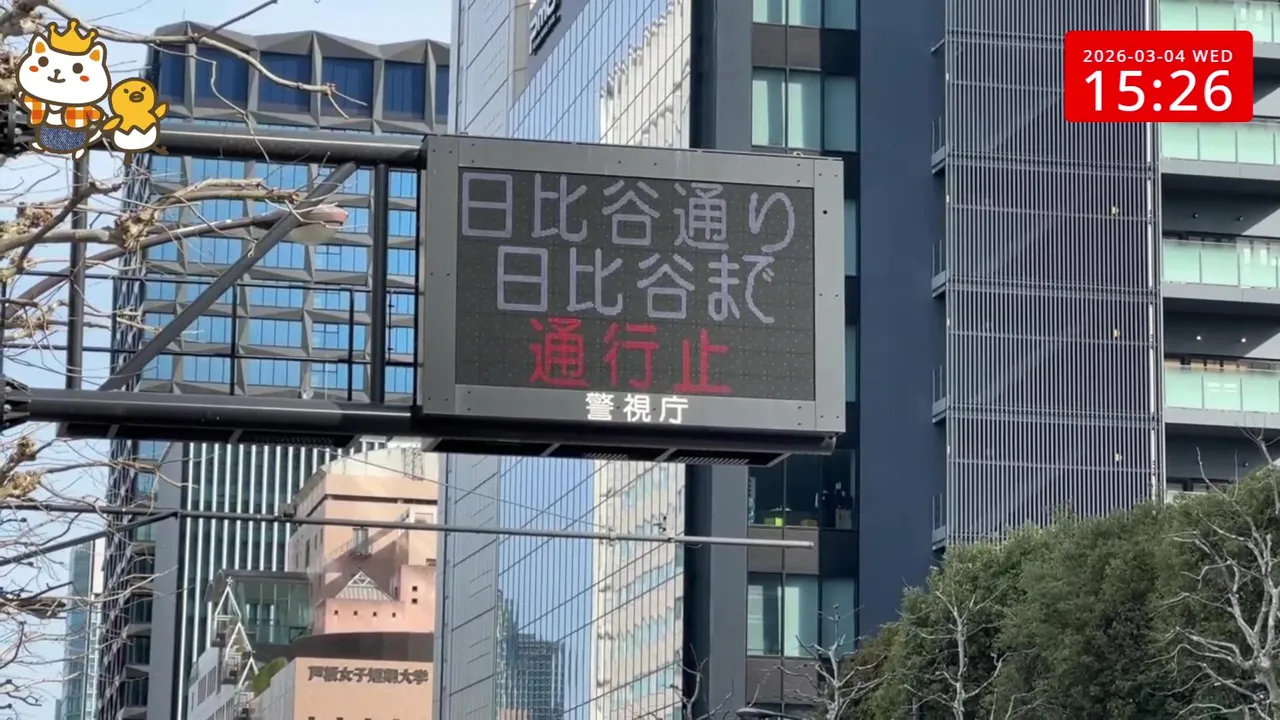 2026-03-04 WED
15:26
日比谷通り
日比谷まで
通行止
警視庁
戸板女子短期大学